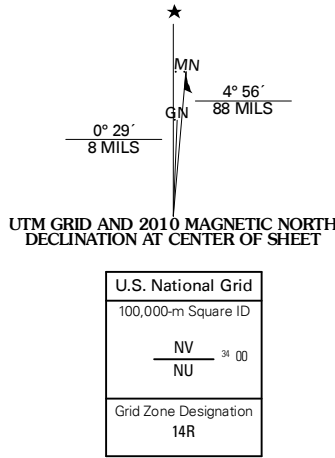 ★
MN
4° 56´
88 MILS
GN
0° 29´
8 MILS
UTM GRID AND 2010 MAGNETIC NORTH
DECLINATION AT CENTER OF SHEET
U.S. National Grid
100,000-m Square ID
NV
34 00
NU
Grid Zone Designation
14R